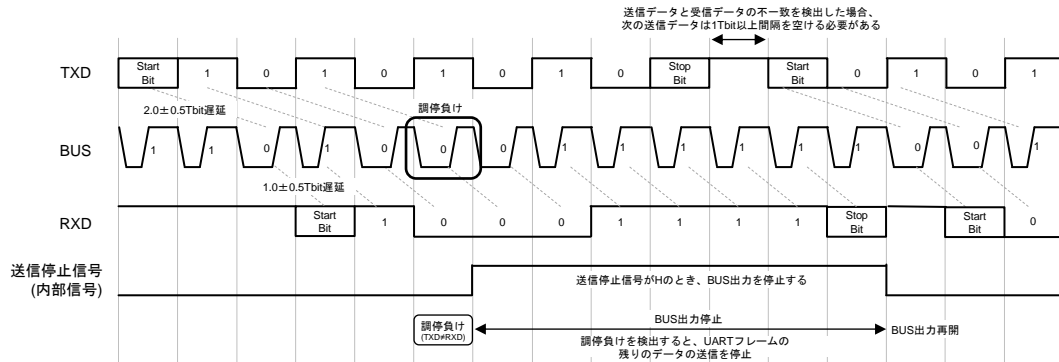 送信データと受信データの不一致を検出した場合、
次の送信データは1Tbit以上間隔を空ける必要がある
TXD
Start Bit 1 0 1 0 1 0 1 0 Stop Bit Start Bit 0 1 0 1
2.0±0.5Tbit遅延
調停負け
BUS
1 1 0 1 0 0 0 1 1 1 1 1 1 0 0 1
1.0±0.5Tbit遅延
RXD
Start Bit 1 0 0 0 1 1 1 1 Stop Bit Start Bit 0
送信停止信号
(内部信号)
送信停止信号がHのとき、BUS出力を停止する
調停負け
(TXD≠RXD)
BUS出力停止
BUS出力再開
調停負けを検出すると、UARTフレームの
残りのデータの送信を停止